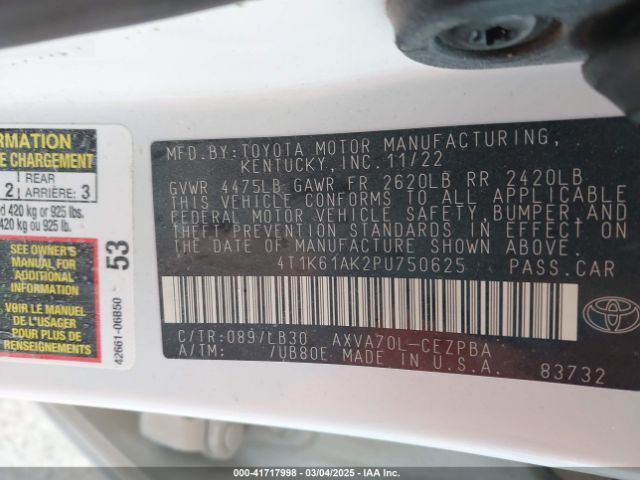 ORMATION
E CHARGEMENT
REAR
2 ARRIÈRE: 3
d 420 kg or 925 lbs.
420 kg ou 925 lb.
SEE OWNER'S
MANUAL FOR
ADDITIONAL
INFORMATION
VOIR LE MANUEL
DE L'USAGER
POUR PLUS DE
RENSEIGNEMENTS
53
42661-06B50
MFD.BY:TOYOTA MOTOR MANUFACTURING,
KENTUCKY,INC.11/22
GVWR 4475LB GAWR FR 2620LB RR 2420LB
THIS VEHICLE CONFORMS TO ALL APPLICABLE
FEDERAL MOTOR VEHICLE SAFETY,BUMPER,AND
THEFT PREVENTION STANDARDS IN EFFECT ON
THE DATE OF MANUFACTURE SHOWN ABOVE.
4T1K61AK2PU750625 PASS.CAR
C/TR:089/LB30 AXVA70L-CEZPBA
A/TM: /UB80E MADE IN U.S.A.
83732
TOYOTA
000-41717998 - 03/04/2025 - IAA Inc.